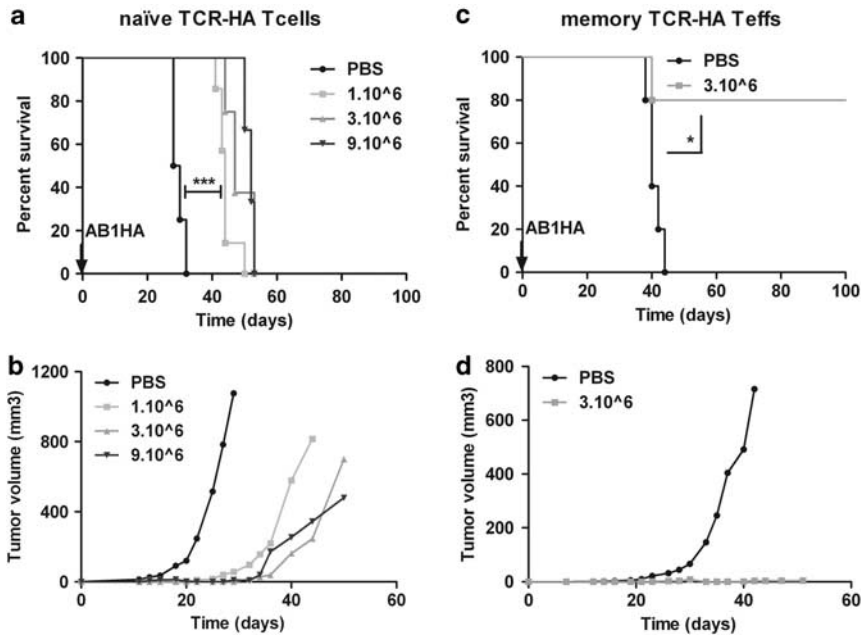 a
naïve TCR-HA Tcells
Percent survival
100
80
60
40
20
0
AB1HA
***
PBS
1.10^6
3.10^6
9.10^6
0 20 40 60 80 100
Time (days)
c
memory TCR-HA Teffs
Percent survival
100
80
60
40
20
0
AB1HA
*
PBS
3.10^6
0 20 40 60 80 100
Time (days)
b
Tumor volume (mm3)
1200
800
400
0
PBS
1.10^6
3.10^6
9.10^6
0 20 40 60
Time (days)
d
Tumor volume (mm3)
800
600
400
200
0
PBS
3.10^6
0 20 40 60
Time (days)